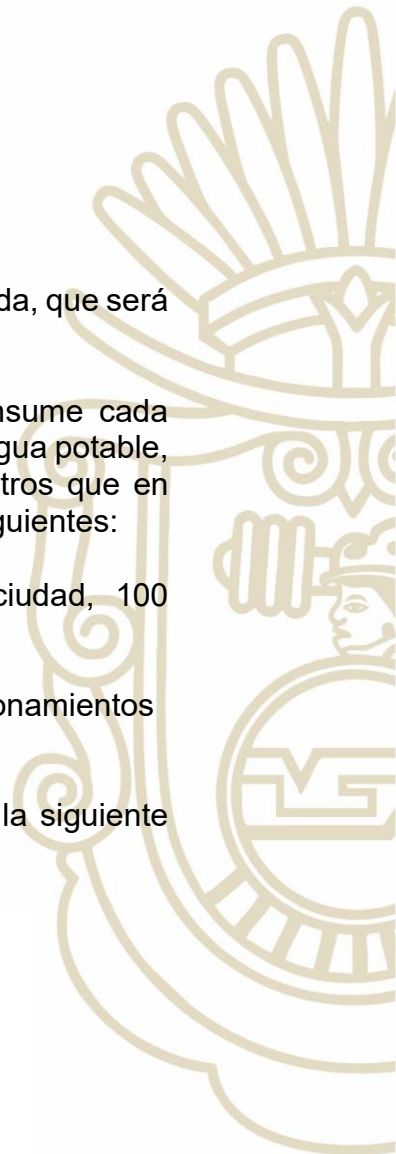 da, que será
nsume cada
gua potable,
tros que en
guientes:
ciudad, 100
onamientos
la siguiente